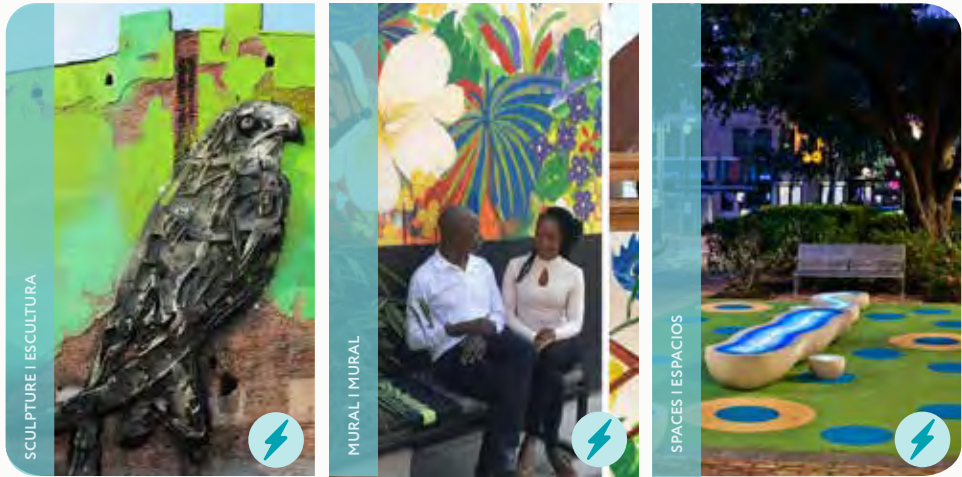 SCULPTURE | ESCULTURA
MURAL | MURAL
SPACES | ESPACIOS